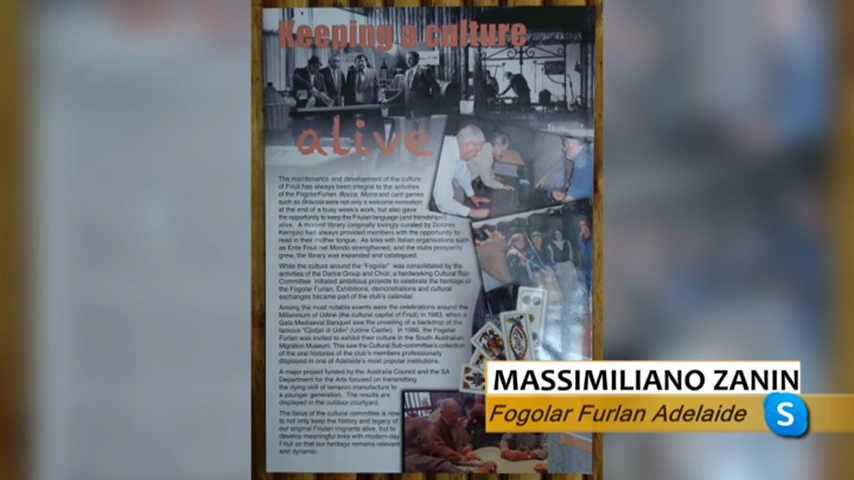 Keeping a culture
alive
The maintenance and development of the culture
of Friuli has always been integral to the activities
of the FogolarFurlan. Bocce, Morra and card games
such as Briscola were not only a welcome recreation
at the end of a busy week's work, but also gave
the opportunity to keep the Friulian language (and friendships!)
alive. A modest library (originally lovingly curated by Dolores
Kempis) had always provided members with the opportunity to
read in their mother tongue. As links with Italian organisations such
as Ente Friuli nel Mondo strengthened, and the clubs prosperity
grew, the library was expanded and catalogued.
While the culture around the "Fogolar" was consolidated by the
activities of the Dance Group and Choir, a hardworking Cultural Sub-
Committee initiated ambitious projects to celebrate the heritage of
the Fogolar Furlan. Exhibitions, demonstrations and cultural
exchanges became part of the club's calendar.
Among the most notable events were the celebrations around the
Millennium of Udine (the cultural capital of Friuli) in 1983, when a
Gala Mediaeval Banquet saw the unveiling of a backdrop of the
famous "Cjistjel di Udin" (Udine Castle). In 1986, the Fogolar
Furlan was invited to exhibit their culture in the South Australian
Migration Museum. This saw the Cultural Sub-committee's collection
of the oral histories of the club's members professionally
displayed in one of Adelaide's most popular institutions.
A major project funded by the Australia Council and the SA
Department for the Arts focused on transmitting
the dying skill of terrazzo manufacture to
a younger generation. The results are
displayed in the outdoor courtyard.
The focus of the cultural committee is now
to not only keep the history and legacy of
our original Friulian migrants alive, but to
develop meaningful links with modern-day
Friuli so that our heritage remains relevant
and dynamic.
MASSIMILIANO ZANIN
Fogolar Furlan Adelaide
S